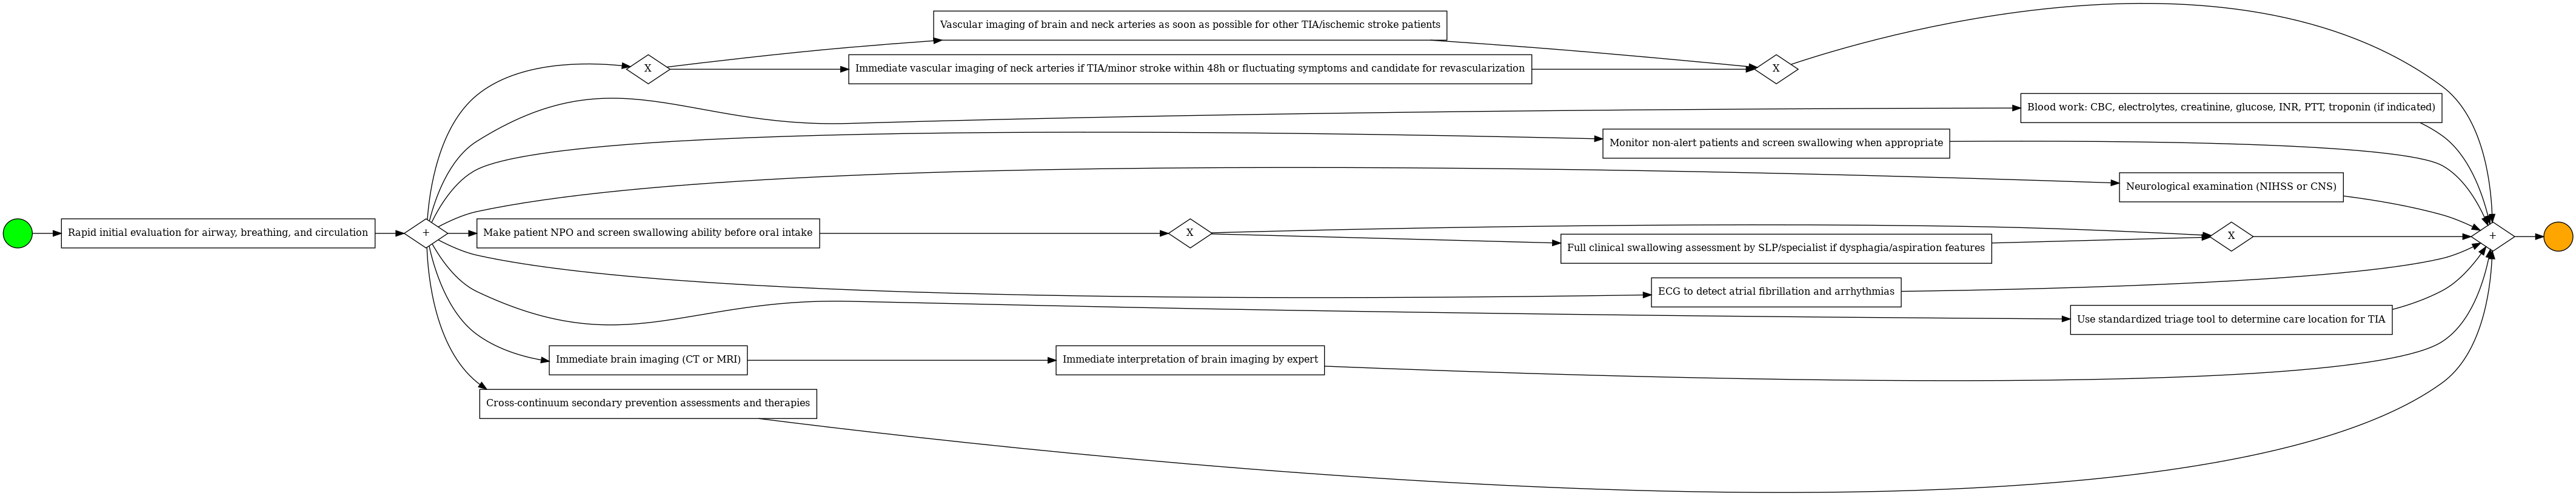 Vascular imaging of brain and neck arteries as soon as possible for other TIA/ischemic stroke patients
X
Immediate vascular imaging of neck arteries if TIA/minor stroke within 48h or fluctuating symptoms and candidate for revascularization
X
Blood work: CBC, electrolytes, creatinine, glucose, INR, PTT, troponin (if indicated)
Monitor non-alert patients and screen swallowing when appropriate
Neurological examination (NIHSS or CNS)
Rapid initial evaluation for airway, breathing, and circulation
+
Make patient NPO and screen swallowing ability before oral intake
X
Full clinical swallowing assessment by SLP/specialist if dysphagia/aspiration features
X
+
ECG to detect atrial fibrillation and arrhythmias
Use standardized triage tool to determine care location for TIA
Immediate brain imaging (CT or MRI)
Immediate interpretation of brain imaging by expert
Cross-continuum secondary prevention assessments and therapies